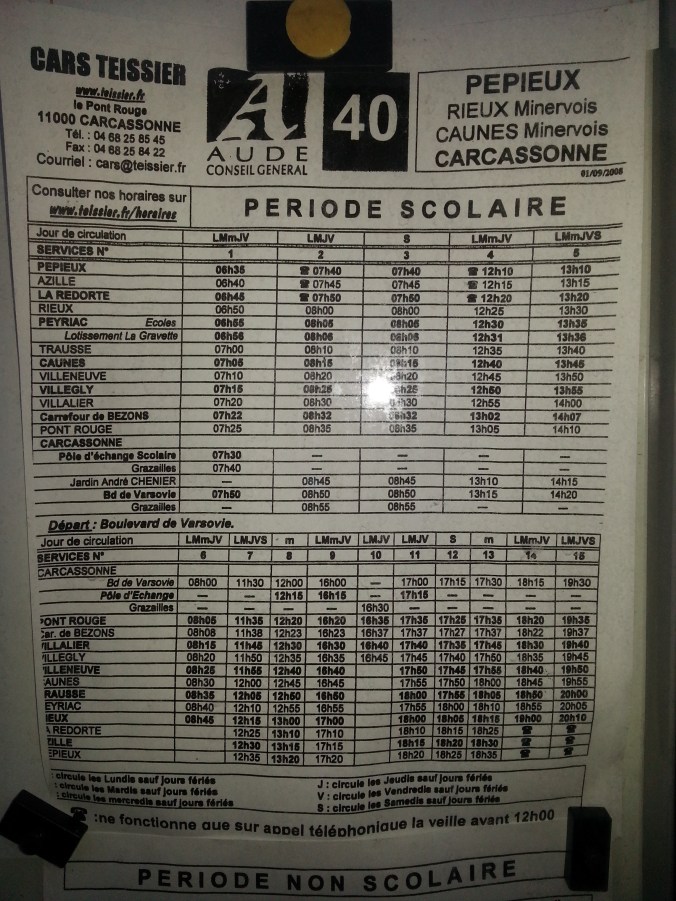 CARS TEISSIER
www.teissier.fr
le Pont Rouge
11000 CARCASSONNE
Tél. : 04 68 25 85 45
Fax : 04 68 25 84 22
Courriel : cars@teissier.fr
A
AUDE
CONSEIL GENERAL
40
PEPIEUX
RIEUX Minervois
CAUNES Minervois
CARCASSONNE
01/09/2008
Consulter nos horaires sur
www.teissier.fr/horaires
PERIODE SCOLAIRE
Jour de circulation LMmJV LMJV S LMmJV LMmJVS
SERVICES N° 1 2 3 4 5
PEPIEUX 06h35 ☎ 07h40 07h40 ☎ 12h10 13h10
AZILLE 06h40 ☎ 07h45 07h45 ☎ 12h15 13h15
LA REDORTE 06h45 ☎ 07h50 07h50 ☎ 12h20 13h20
RIEUX 06h50 08h00 08h00 12h25 13h30
PEYRIAC Ecoles 06h55 08h05 08h05 12h30 13h35
Lotissement La Gravette 06h56 08h06 08h06 12h31 13h36
TRAUSSE 07h00 08h10 08h10 12h35 13h40
CAUNES 07h05 08h15 08h15 12h40 13h45
VILLENEUVE 07h10 08h20 08h20 12h45 13h50
VILLEGLY 07h15 08h25 08h25 12h50 13h55
VILLALIER 07h20 08h30 08h30 12h55 14h00
Carrefour de BEZONS 07h22 08h32 08h32 13h02 14h07
PONT ROUGE 07h25 08h35 08h35 13h05 14h10
CARCASSONNE
Pôle d'échange Scolaire 07h30 — — — —
Grazailles 07h40 — — — —
Jardin André CHENIER — 08h45 08h45 13h10 14h15
Bd de Varsovie 07h50 08h50 08h50 13h15 14h20
Grazailles — 08h55 08h55 — —
Départ : Boulevard de Varsovie.
Jour de circulation LMmJV LMJVS m LMmJV LMJV LMJV S m LMmJV LMJVS
SERVICES N° 6 7 8 9 10 11 12 13 14 15
CARCASSONNE
Bd de Varsovie 08h00 11h30 12h00 16h00 — 17h00 17h15 17h30 18h15 19h30
Pôle d'Echange — — 12h15 16h15 — 17h15 — — — —
Grazailles — — — — 16h30 — — — — —
PONT ROUGE 08h05 11h35 12h20 16h20 16h35 17h35 17h25 17h35 18h20 19h35
Car. de BEZONS 08h08 11h38 12h23 16h23 16h37 17h37 17h27 17h37 18h22 19h37
VILLALIER 08h15 11h45 12h30 16h30 16h40 17h40 17h35 17h45 18h30 19h40
VILLEGLY 08h20 11h50 12h35 16h35 16h45 17h45 17h40 17h50 18h35 19h45
ILLENEUVE 08h25 11h55 12h40 16h40 17h50 17h45 17h55 18h40 19h50
AUNES 08h30 12h00 12h45 16h45 17h55 17h50 18h00 18h45 19h55
RAUSSE 08h35 12h05 12h50 16h50 18h00 17h55 18h05 18h50 20h00
EYRIAC 08h40 12h10 12h55 16h55 17h55 18h00 18h10 18h55 20h05
IEUX 08h45 12h15 13h00 17h00 18h00 18h05 18h15 19h00 20h10
A REDORTE 12h25 13h10 17h10 18h10 18h15 18h25 ☎ ☎
ZILLE 12h30 13h15 17h15 18h15 18h20 18h30 ☎ ☎
EPIEUX 12h35 13h20 17h20 18h20 18h25 18h35 ☎ ☎
: circule les Lundis sauf jours fériés J : circule les Jeudis sauf jours fériés
: circule les Mardis sauf jours fériés V : circule les Vendredis sauf jours fériés
: circule les mercredis sauf jours fériés S : circule les Samedis sauf jours fériés
☎ :ne fonctionne que sur appel téléphonique la veille avant 12h00
PERIODE NON SCOLAIRE